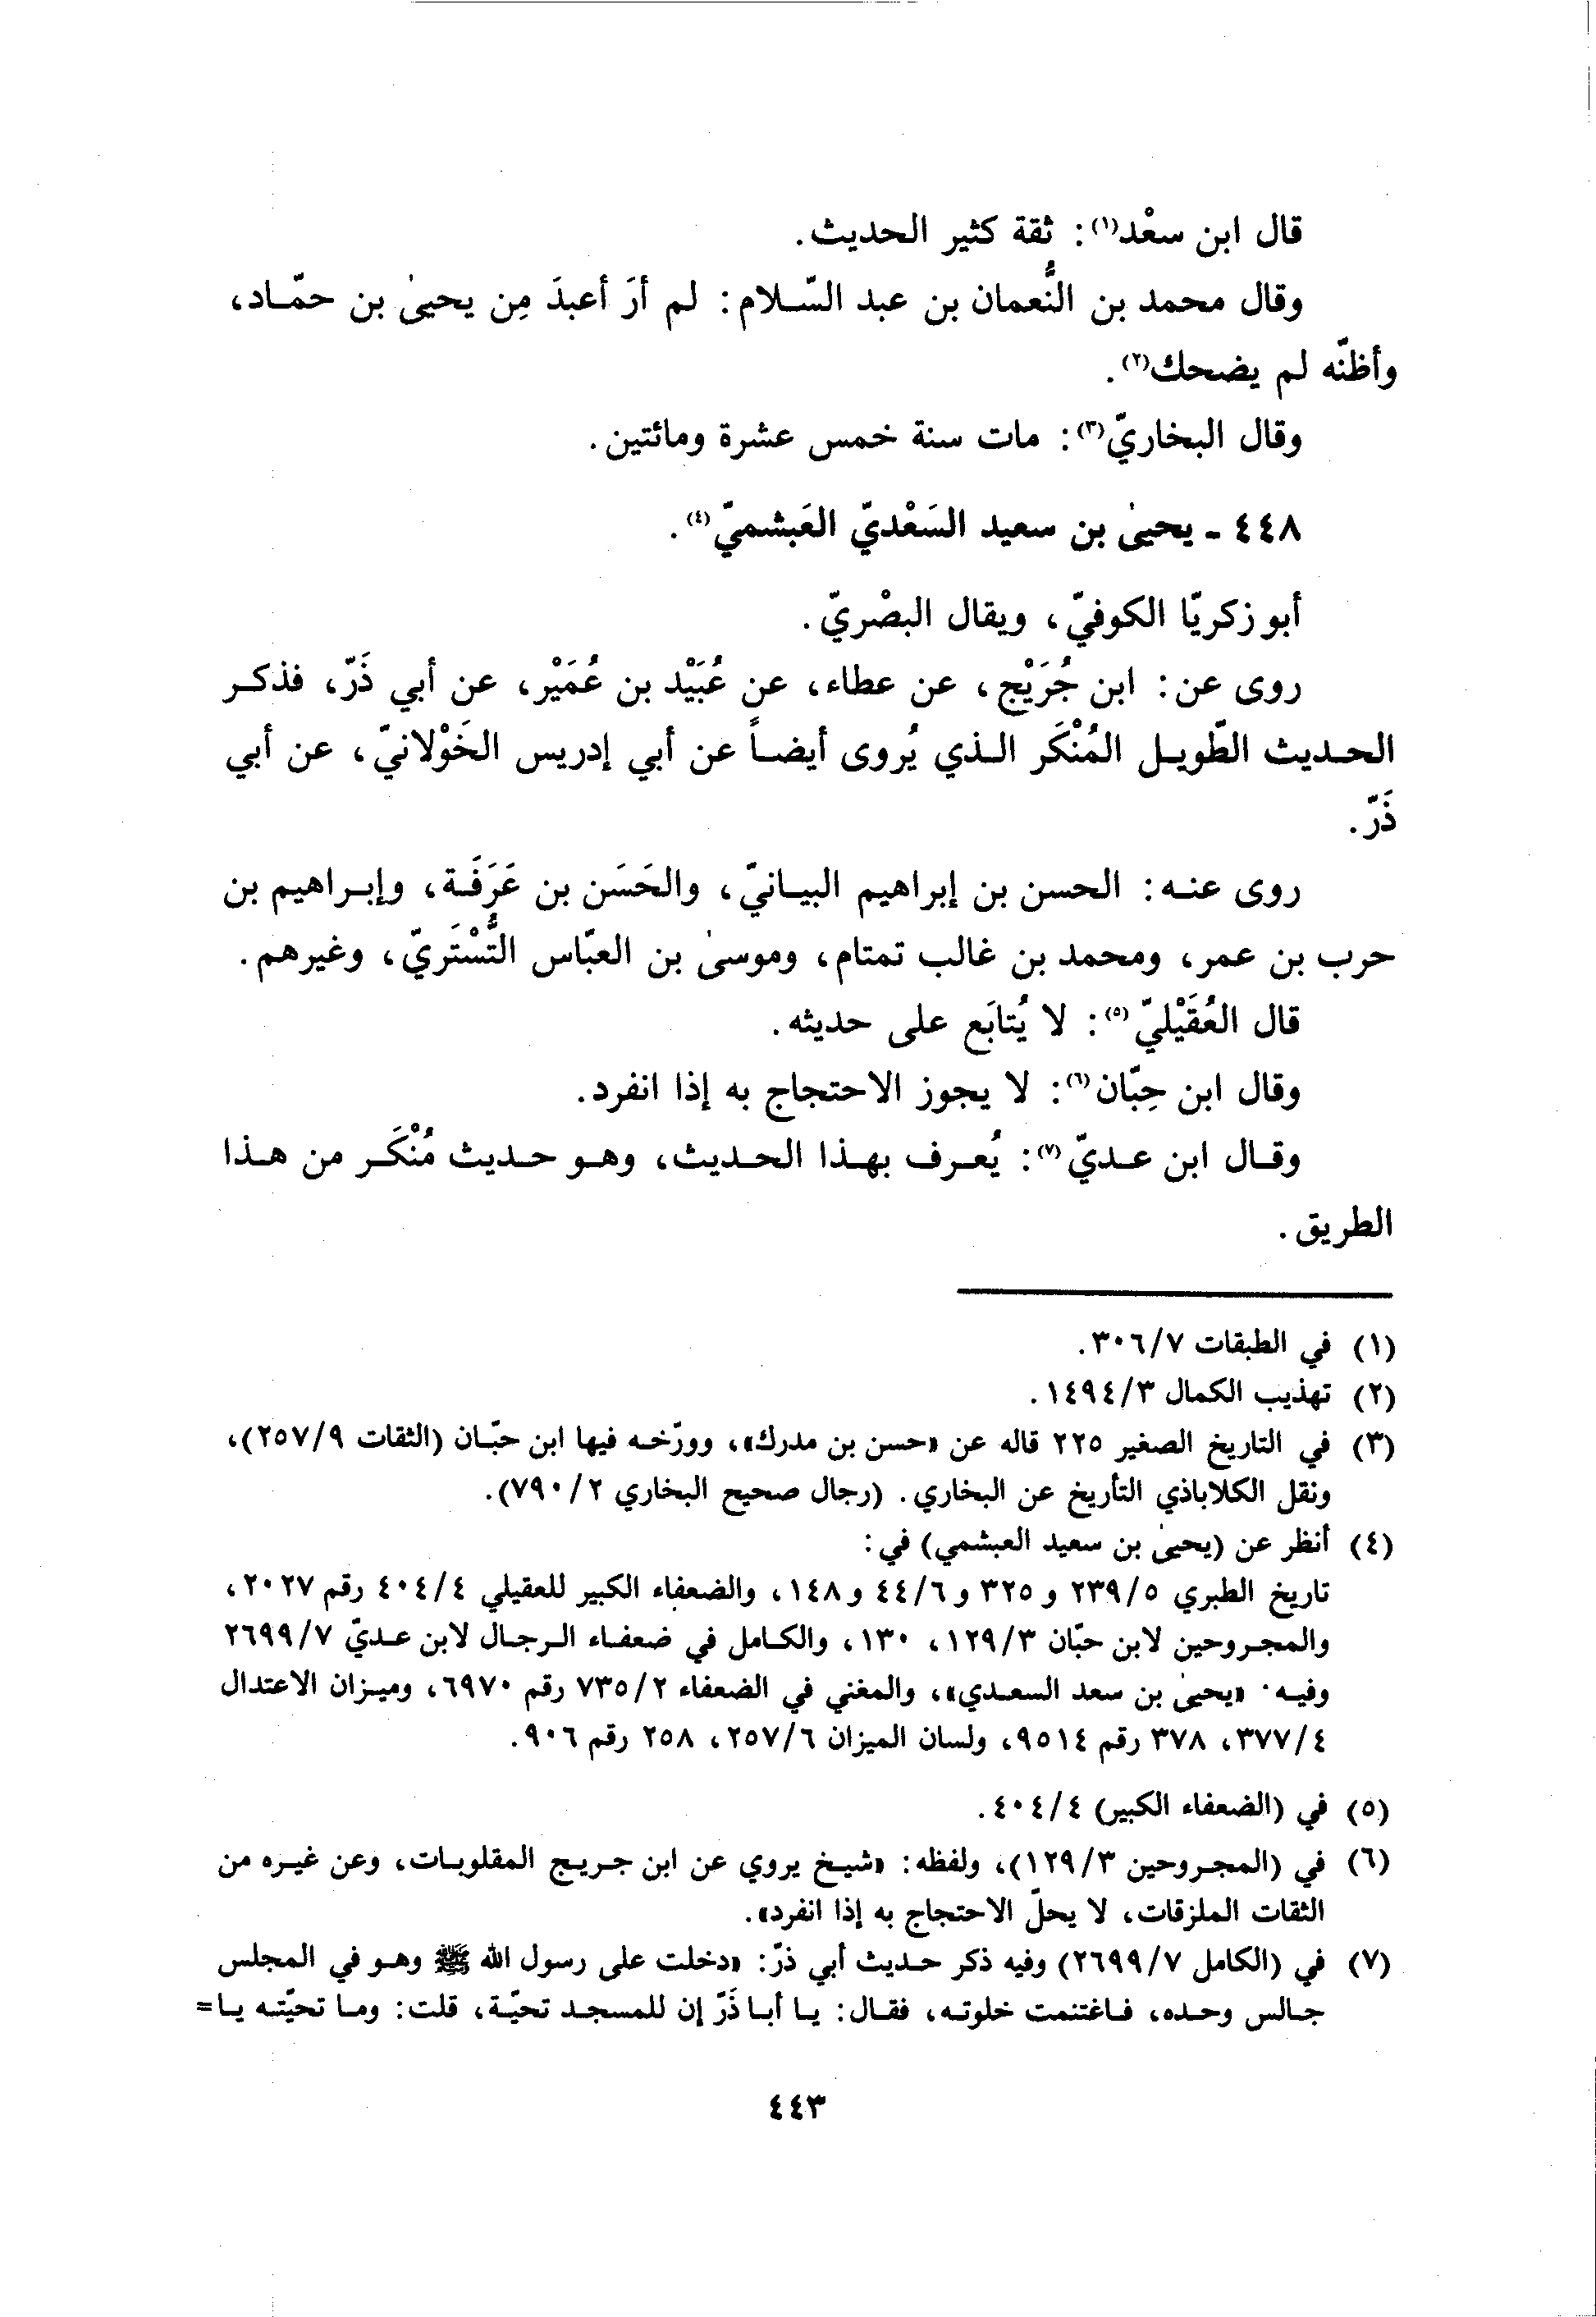 قال ابن سعْد(١): ثقة كثير الحديث.
وقال محمد بن النُّعمان بن عبد السّلام: لم أرَ أعبدَ مِن يحيىٰ بن حمّاد،
وأظنّه لم يضحك(٢).
وقال البخاريّ(٣): مات سنة خمس عشرة ومائتين.
٤٤٨ - يحيىٰ بن سعيد السَعْديّ العَبشميّ(٤).
أبو زكريّا الكوفيّ، ويقال البصْريّ.
روى عن: ابن جُرَيْج، عن عطاء، عن عُبَيْد بن عُمَيْر، عن أبي ذَرّ، فذكر
الحديث الطّويل المُنْكَر الذي يُروى أيضاً عن أبي إدريس الخَوْلانيّ، عن أبي
ذَرّ.
روى عنه: الحسن بن إبراهيم البيانيّ، والحَسَن بن عَرَفَة، وإبراهيم بن
حرب بن عمر، ومحمد بن غالب تمتام، وموسىٰ بن العبّاس التُّسْتَريّ، وغيرهم.
قال العُقَيْليّ(٥): لا يُتابَع على حديثه.
وقال ابن حِبّان(٦): لا يجوز الاحتجاج به إذا انفرد.
وقال ابن عديّ(٧): يُعرف بهذا الحديث، وهو حديث مُنْكَر من هذا
الطريق.
(١) في الطبقات ٣٠٦/٧.
(٢) تهذيب الكمال ١٤٩٤/٣.
(٣) في التاريخ الصغير ٢٢٥ قاله عن «حسن بن مدرك»، وورّخه فيها ابن حبّان (الثقات ٢٥٧/٩)،
ونقل الكلاباذي التأريخ عن البخاري. (رجال صحيح البخاري ٧٩٠/٢).
(٤) أنظر عن (يحيىٰ بن سعيد العبشمي) في:
تاريخ الطبري ٢٣٩/٥ و ٣٢٥ و ٤٤/٦ و ١٤٨، والضعفاء الكبير للعقيلي ٤٠٤/٤ رقم ٢٠٢٧،
والمجروحين لابن حبّان ١٢٩/٣، ١٣٠، والكامل في ضعفاء الرجال لابن عديّ ٢٦٩٩/٧
وفيه· «يحيىٰ بن سعد السعدي»، والمغني في الضعفاء ٧٣٥/٢ رقم ٦٩٧٠، وميزان الاعتدال
٣٧٧/٤، ٣٧٨ رقم ٩٥١٤، ولسان الميزان ٢٥٧/٦، ٢٥٨ رقم ٩٠٦.
(٥) في (الضعفاء الكبير) ٤٠٤/٤.
(٦) في (المجروحين ١٢٩/٣)، ولفظه: «شيخ يروي عن ابن جريج المقلوبات، وعن غيره من
الثقات الملزقات، لا يحلّ الاحتجاج به إذا انفرد».
(٧) في (الكامل ٢٦٩٩/٧) وفيه ذكر حديث أبي ذرّ: «دخلت على رسول الله ﷺ وهو في المجلس
جالس وحده، فاغتنمت خلوته، فقال: يا أبا ذَرّ إن للمسجد تحيّة، قلت: وما تحيّته يا=
٤٤٣